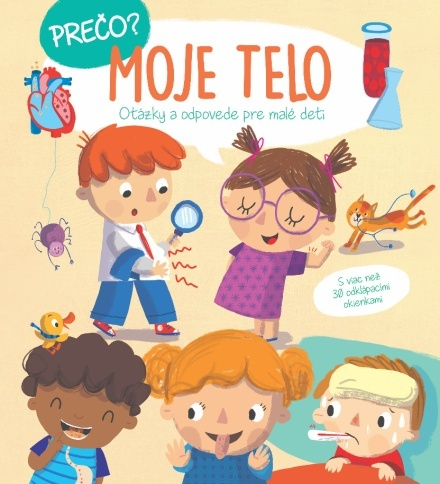 PREČO?
MOJE TELO
Otázky a odpovede pre malé deti
S viac než
30 odklápacími
okienkami